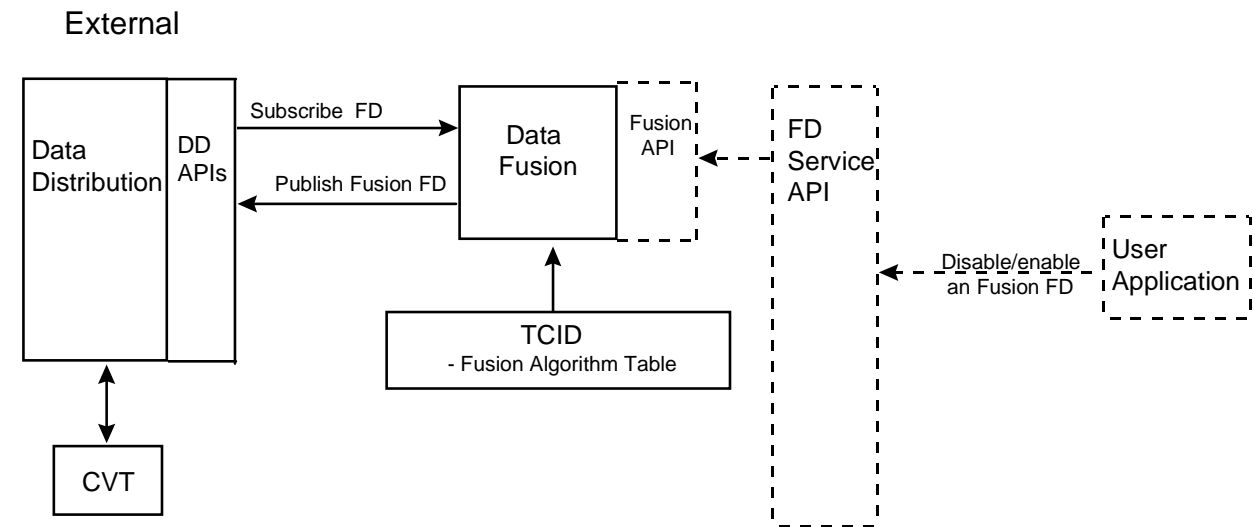 External
Data
Distribution
DD
APIs
Subscribe FD
Publish Fusion FD
Data
Fusion
Fusion
API
FD
Service
API
Disable/enable
an Fusion FD
User
Application
TCID
- Fusion Algorithm Table
CVT